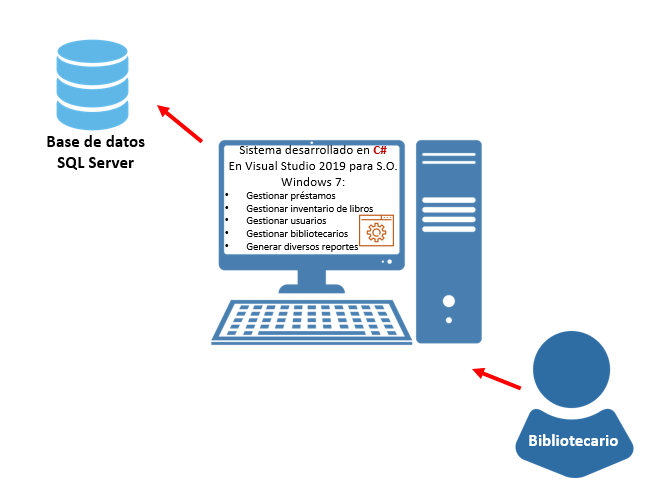 Base de datos
SQL Server
Sistema desarrollado en C#
En Visual Studio 2019 para S.O.
Windows 7:
• Gestionar préstamos
• Gestionar inventario de libros
• Gestionar usuarios
• Gestionar bibliotecarios
• Generar diversos reportes
Bibliotecario